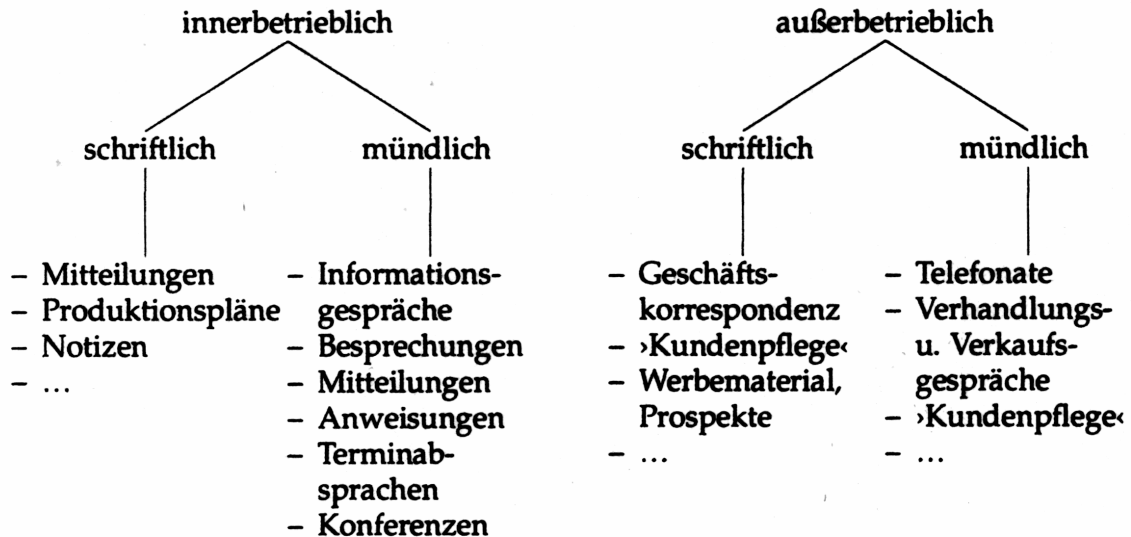 innerbetrieblich
außerbetrieblich
schriftlich
mündlich
schriftlich
mündlich
– Mitteilungen
– Produktionspläne
– Notizen
– ...
– Informations-
gespräche
– Besprechungen
– Mitteilungen
– Anweisungen
– Terminab-
sprachen
– Konferenzen
– Geschäfts-
korrespondenz
– ›Kundenpflege‹
– Werbematerial,
Prospekte
– ...
– Telefonate
– Verhandlungs-
u. Verkaufs-
gespräche
– ›Kundenpflege‹
– ...